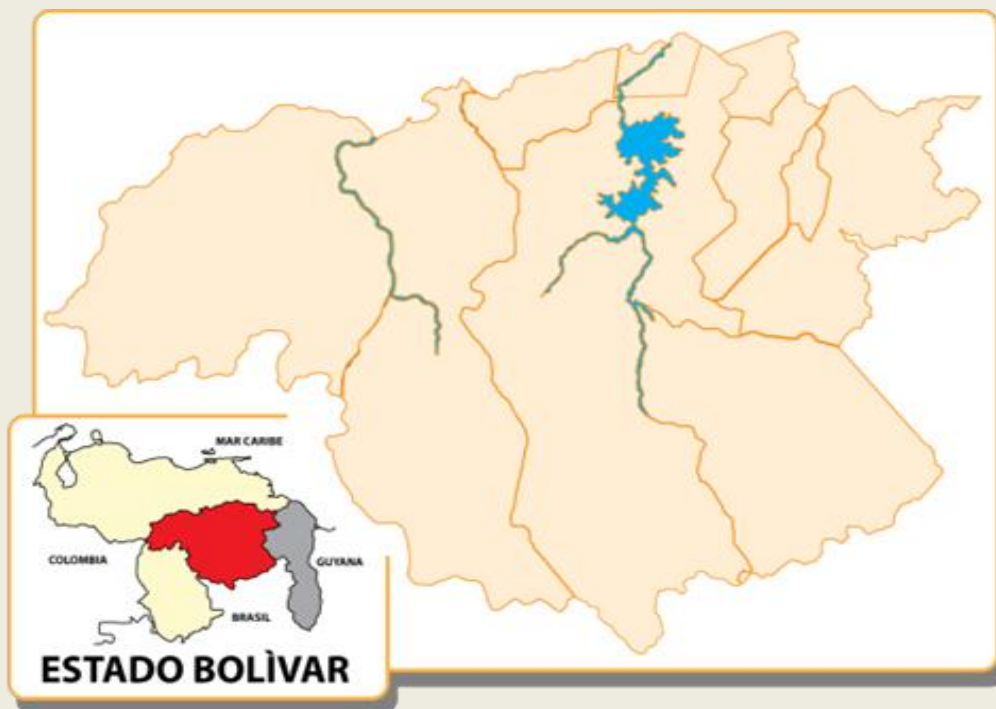 MAR CARIBE
COLOMBIA
GUYANA
BRASIL
ESTADO BOLÌVAR